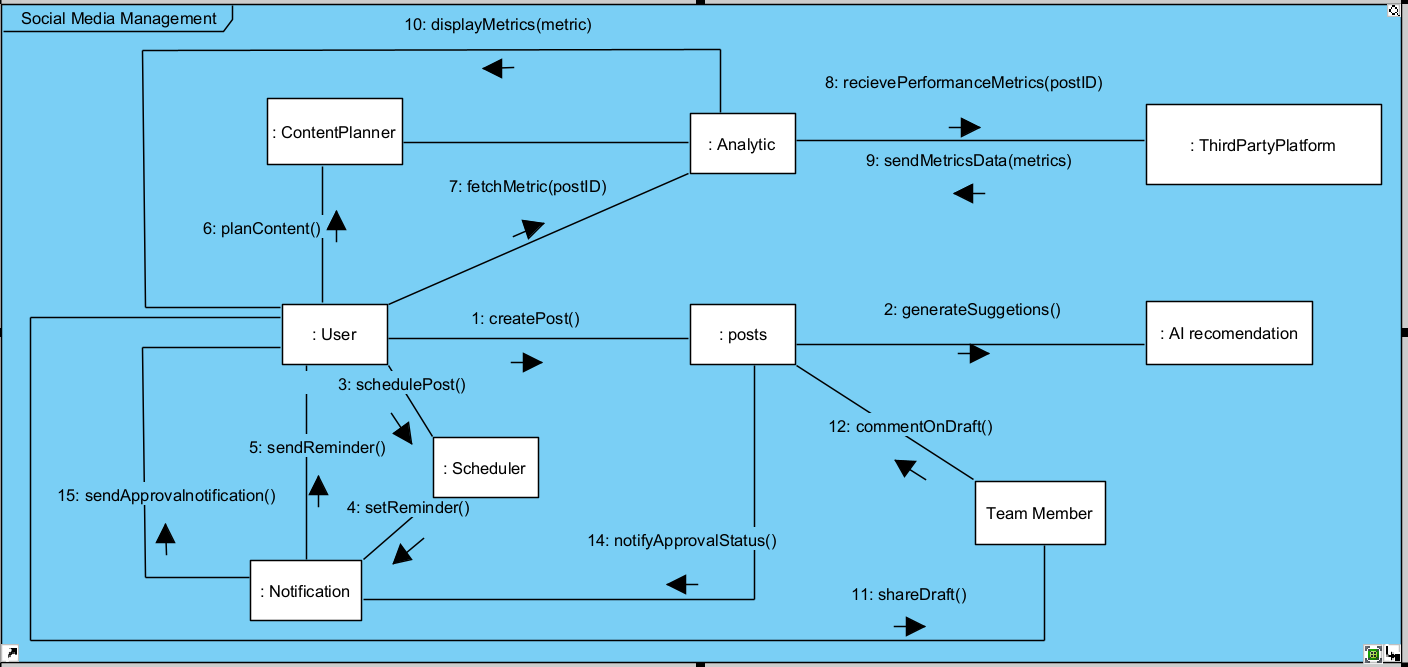 Social Media Management
10: displayMetrics(metric)
8: recievePerformanceMetrics(postID)
: ContentPlanner
: Analytic
: ThirdPartyPlatform
9: sendMetricsData(metrics)
7: fetchMetric(postID)
6: planContent()
: User
1: createPost()
: posts
2: generateSuggetions()
: AI recomendation
3: schedulePost()
12: commentOnDraft()
5: sendReminder()
: Scheduler
15: sendApprovalnotification()
4: setReminder()
Team Member
14: notifyApprovalStatus()
: Notification
11: shareDraft()